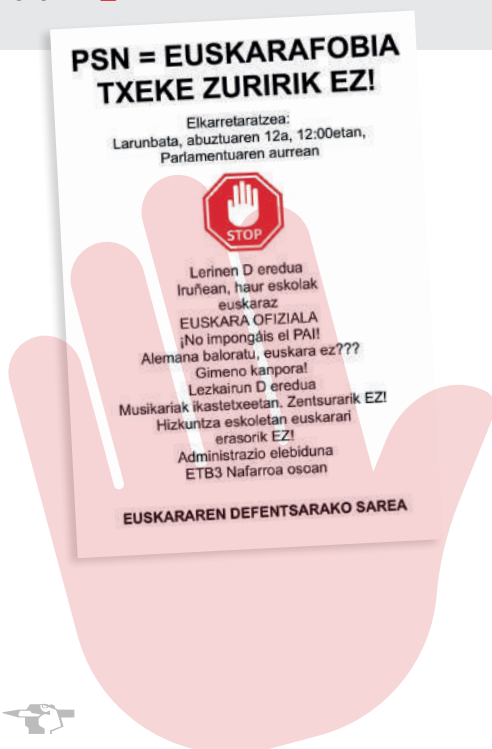 PSN = EUSKARAFOBIA
TXEKE ZURIRIK EZ!
Elkarretaratzea:
Larunbata, abuztuaren 12a, 12:00etan,
Parlamentuaren aurrean
STOP
Lerinen D eredua
Iruñean, haur eskolak
euskaraz
EUSKARA OFIZIALA
¡No impongáis el PAI!
Alemana baloratu, euskara ez???
Gimeno kanpora!
Lezkairun D eredua
Musikariak ikastetxeetan. Zentsurarik EZ!
Hizkuntza eskoletan euskarari
erasorik EZ!
Administrazio elebiduna
ETB3 Nafarroa osoan
EUSKARAREN DEFENTSARAKO SAREA